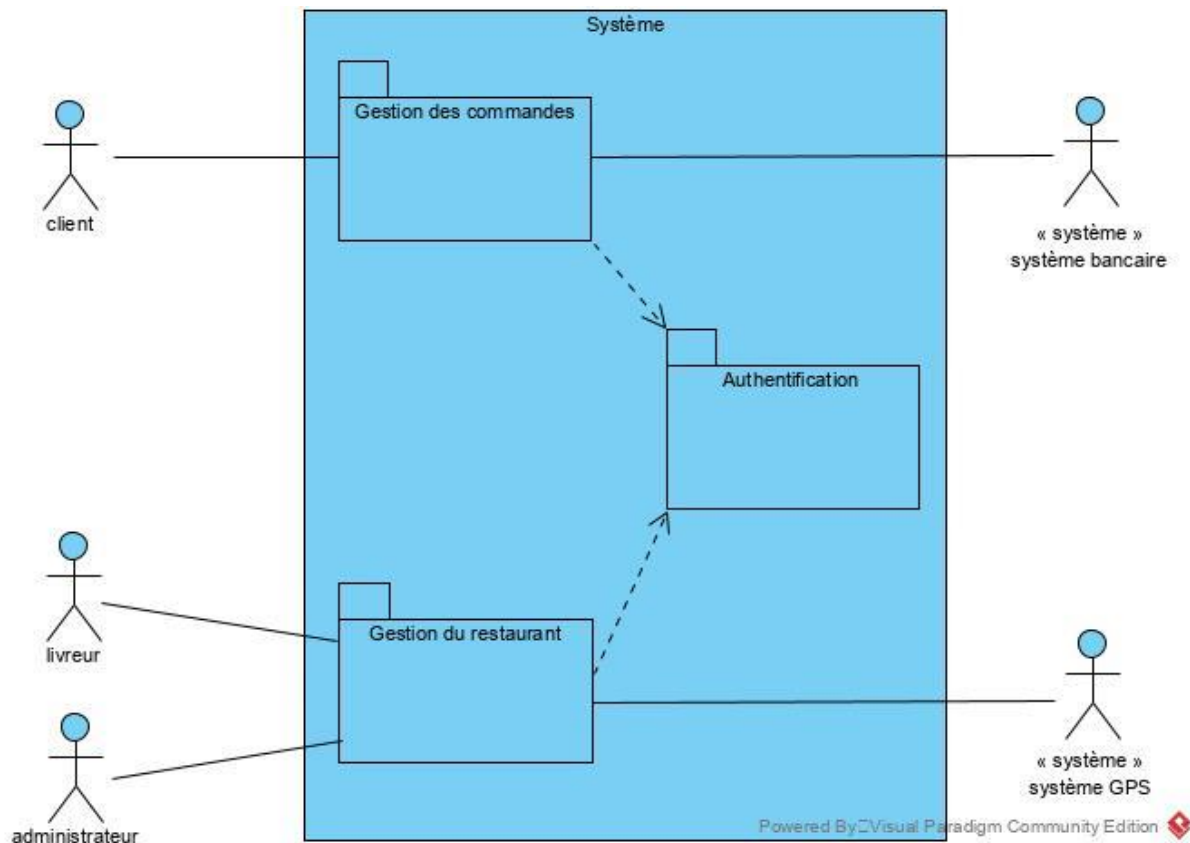 Système
Gestion des commandes
client
« système »
système bancaire
Authentification
livreur
Gestion du restaurant
« système »
système GPS
administrateur
Powered By Visual Paradigm Community Edition